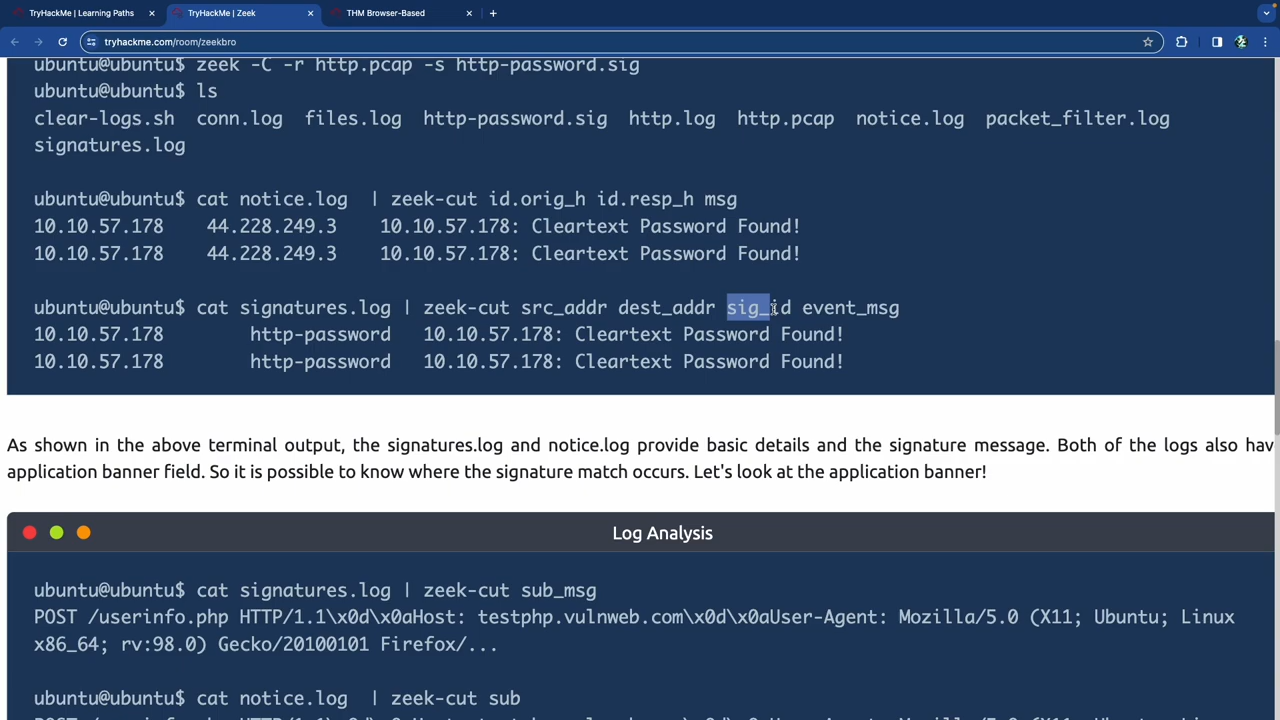 TryHackMe | Learning Paths
TryHackMe | Zeek
THM Browser-Based
tryhackme.com/room/zeekbro
ubuntu@ubuntu$ zeek -C -r http.pcap -s http-password.sig
ubuntu@ubuntu$ ls
clear-logs.sh conn.log files.log http-password.sig http.log http.pcap notice.log packet_filter.log
signatures.log
ubuntu@ubuntu$ cat notice.log | zeek-cut id.orig_h id.resp_h msg
10.10.57.178 44.228.249.3 10.10.57.178: Cleartext Password Found!
10.10.57.178 44.228.249.3 10.10.57.178: Cleartext Password Found!
ubuntu@ubuntu$ cat signatures.log | zeek-cut src_addr dest_addr sig_id event_msg
10.10.57.178 http-password 10.10.57.178: Cleartext Password Found!
10.10.57.178 http-password 10.10.57.178: Cleartext Password Found!
As shown in the above terminal output, the signatures.log and notice.log provide basic details and the signature message. Both of the logs also hav
application banner field. So it is possible to know where the signature match occurs. Let's look at the application banner!
Log Analysis
ubuntu@ubuntu$ cat signatures.log | zeek-cut sub_msg
POST /userinfo.php HTTP/1.1\x0d\x0aHost: testphp.vulnweb.com\x0d\x0aUser-Agent: Mozilla/5.0 (X11; Ubuntu; Linux
x86_64; rv:98.0) Gecko/20100101 Firefox/...
ubuntu@ubuntu$ cat notice.log | zeek-cut sub